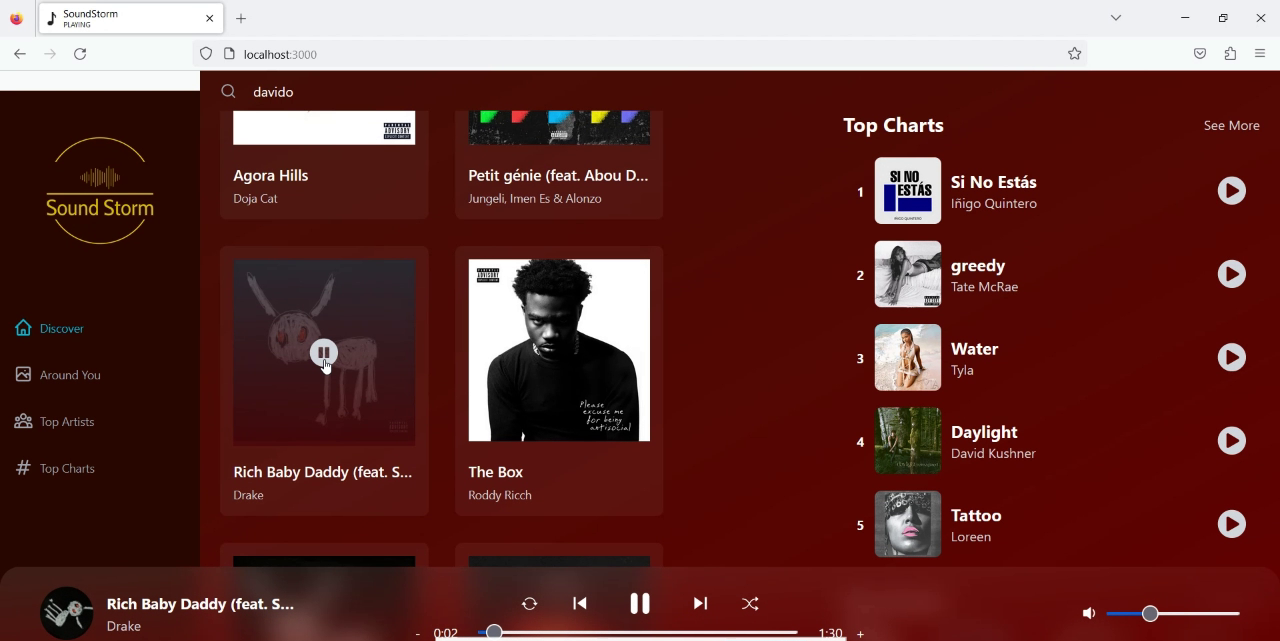 SoundStorm
PLAYING
localhost:3000
davido
Sound Storm
Discover
Around You
Top Artists
Top Charts
PARENTAL ADVISORY
Agora Hills
Doja Cat
Petit génie (feat. Abou D...
Jungeli, Imen Es & Alonzo
Rich Baby Daddy (feat. S...
Drake
Please
excuse me
for being
antisocial
The Box
Roddy Ricch
Top Charts
See More
1
SI NO
ESTÁS
Si No Estás
Iñigo Quintero
2
greedy
Tate McRae
3
Water
Tyla
4
Daylight
David Kushner
5
Tattoo
Loreen
Rich Baby Daddy (feat. S...
Drake
- 0:02 1:30 +